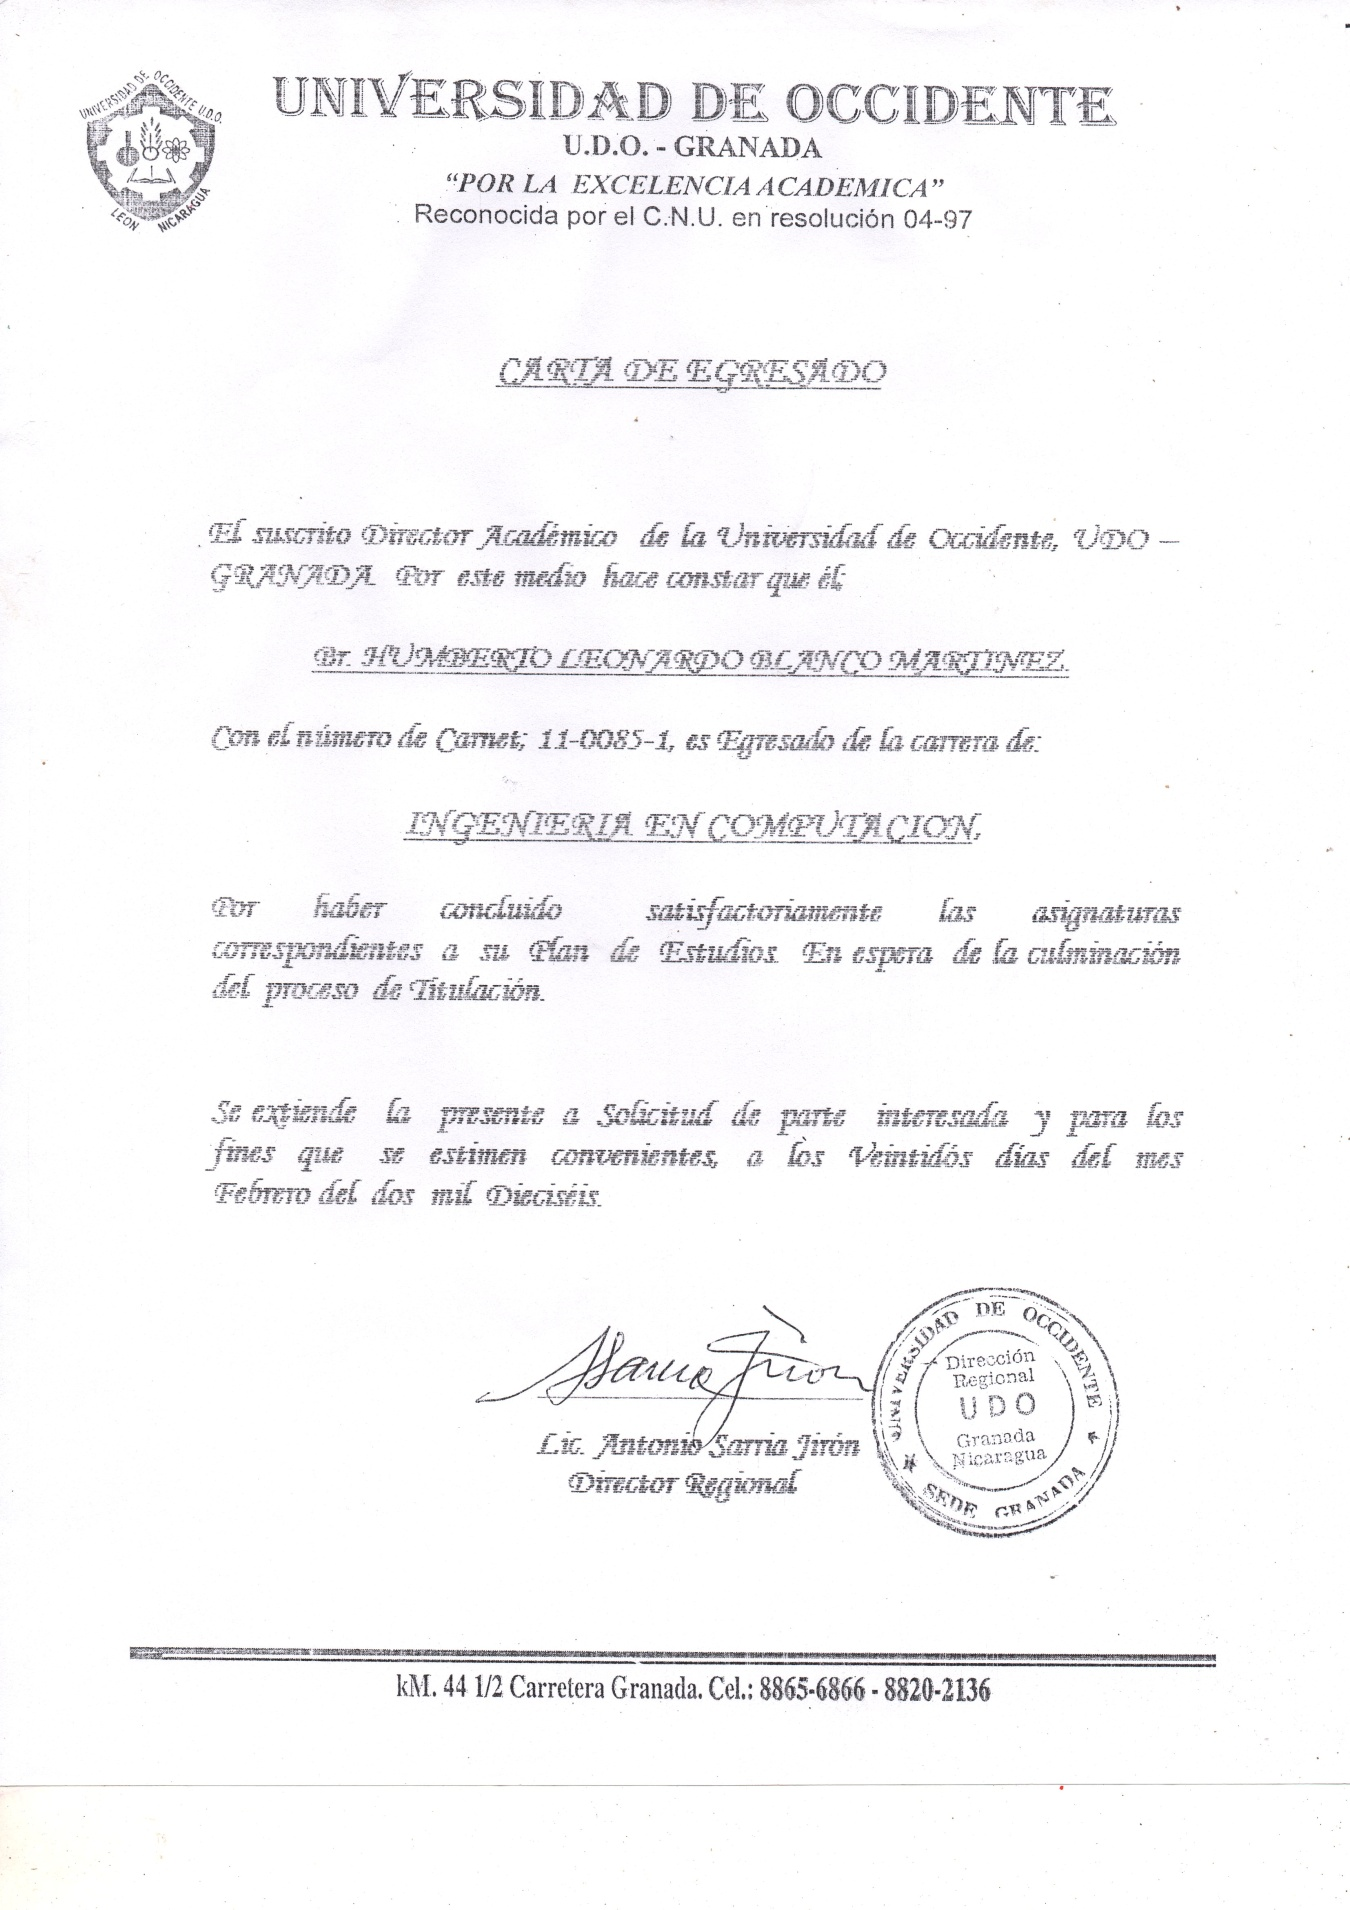 UNIVERSIDAD DE OCCIDENTE U.D.O.
LEON NICARAGUA
UNIVERSIDAD DE OCCIDENTE
U.D.O. - GRANADA
“POR LA EXCELENCIA ACADEMICA”
Reconocida por el C.N.U. en resolución 04-97
CARTA DE EGRESADO
El suscrito Director Académico de la Universidad de Occidente, UDO –
GRANADA Por este medio hace constar que él;
Br. HUMBERTO LEONARDO BLANCO MARTINEZ.
Con el número de Carnet; 11-0085-1, es Egresado de la carrera de:
INGENIERIA EN COMPUTACION,
Por haber concluido satisfactoriamente las asignaturas
correspondientes a su Plan de Estudios. En espera de la culminación
del proceso de Titulación.
Se extiende la presente a Solicitud de parte interesada y para los
fines que se estimen convenientes, a los Veintidós días del mes
Febrero del dos mil Dieciséis.
Lic. Antonio Sarria Jirón
Director Regional
UNIVERSIDAD DE OCCIDENTE
Dirección
Regional
UDO
Granada
Nicaragua
SEDE GRANADA
kM. 44 1/2 Carretera Granada. Cel.: 8865-6866 - 8820-2136